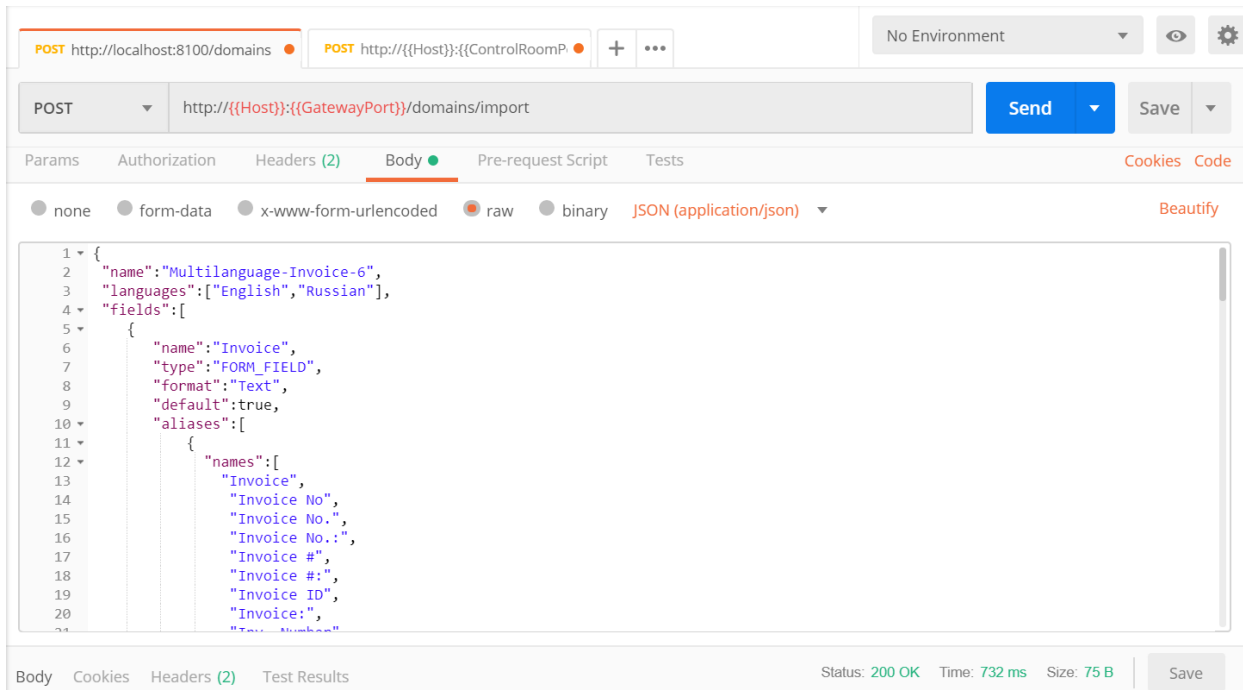 POST http://localhost:8100/domains
POST http://{{Host}}:{{ControlRoomP
+
•••
No Environment
POST
http://{{Host}}:{{GatewayPort}}/domains/import
Send
Save
Params Authorization Headers (2) Body Pre-request Script Tests Cookies Code
none form-data x-www-form-urlencoded raw binary JSON (application/json) Beautify
1 {
2 "name":"Multilanguage-Invoice-6",
3 "languages":["English","Russian"],
4 "fields":[
5 {
6 "name":"Invoice",
7 "type":"FORM_FIELD",
8 "format":"Text",
9 "default":true,
10 "aliases":[
11 {
12 "names":[
13 "Invoice",
14 "Invoice No",
15 "Invoice No.",
16 "Invoice No.:",
17 "Invoice #",
18 "Invoice #:",
19 "Invoice ID",
20 "Invoice:",
Body Cookies Headers (2) Test Results Status: 200 OK Time: 732 ms Size: 75 B Save